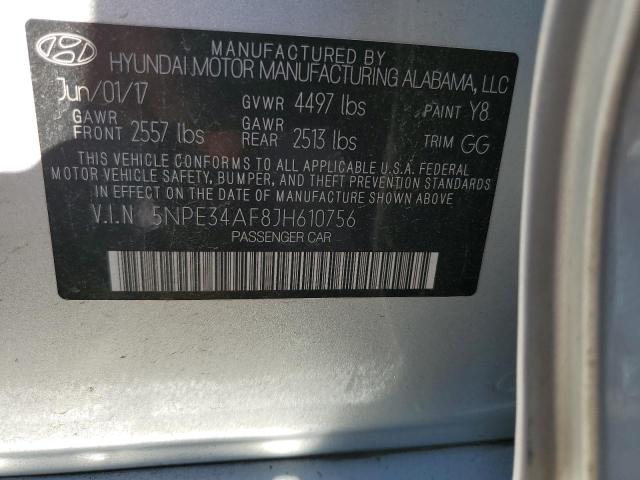 MANUFACTURED BY
HYUNDAI MOTOR MANUFACTURING ALABAMA, LLC
Jun/01/17 GVWR 4497 lbs PAINT Y8
GAWR FRONT 2557 lbs GAWR REAR 2513 lbs TRIM GG
THIS VEHICLE CONFORMS TO ALL APPLICABLE U.S.A. FEDERAL
MOTOR VEHICLE SAFETY, BUMPER, AND THEFT PREVENTION STANDARDS
IN EFFECT ON THE DATE OF MANUFACTURE SHOWN ABOVE
V.I.N 5NPE34AF8JH610756
PASSENGER CAR